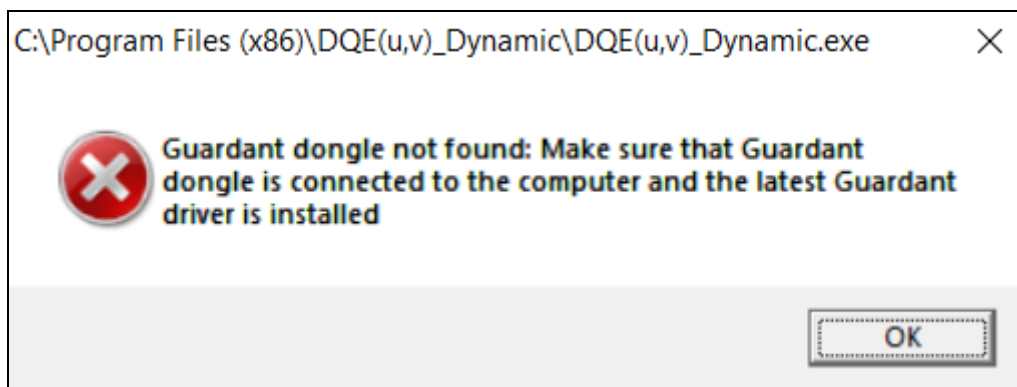 C:\Program Files (x86)\DQE(u,v)_Dynamic\DQE(u,v)_Dynamic.exe
Guardant dongle not found: Make sure that Guardant
dongle is connected to the computer and the latest Guardant
driver is installed
OK